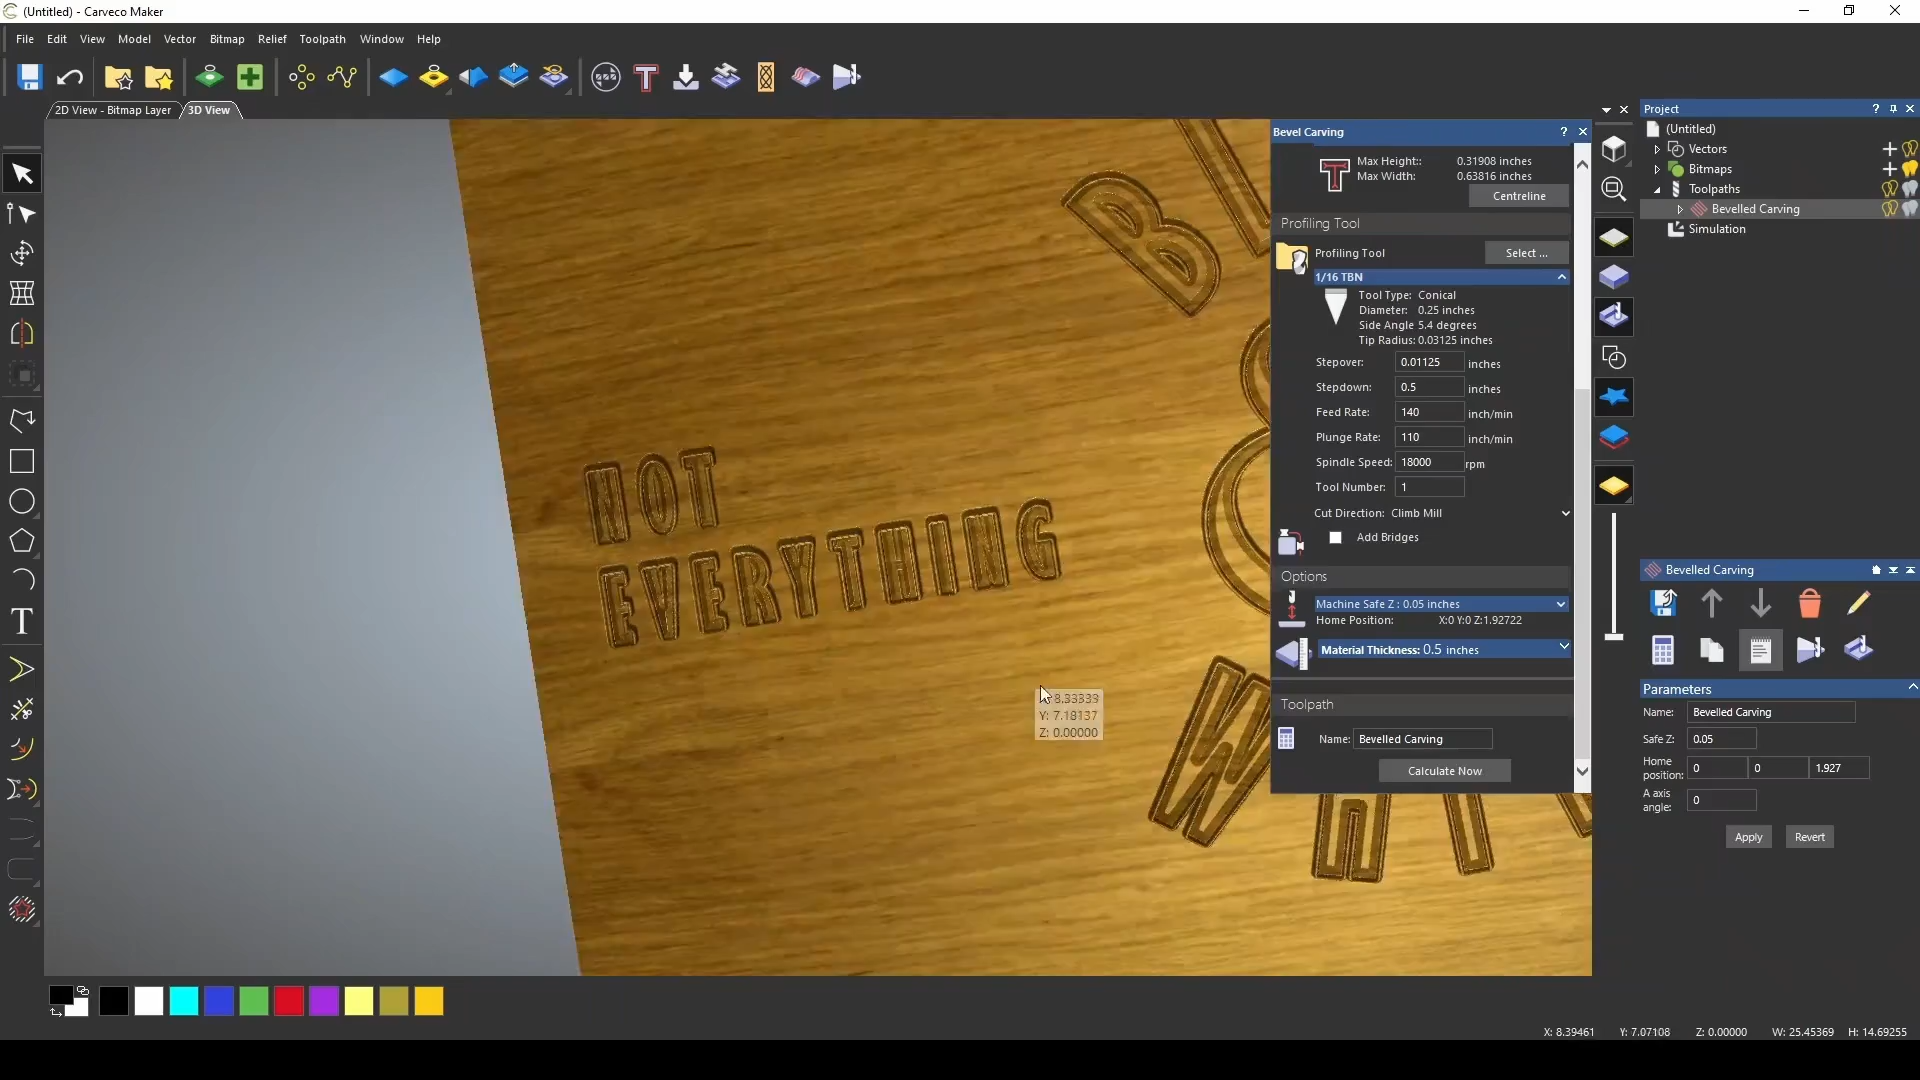 (Untitled) - Carveco Maker
File Edit View Model Vector Bitmap Relief Toolpath Window Help
2D View - Bitmap Layer
3D View
NOT
EVERYTHING
BL
W
Bevel Carving
Max Height:: 0.31908 inches
Max Width: 0.63816 inches
Centreline
Profiling Tool
Profiling Tool Select ...
1/16 TBN
Tool Type: Conical
Diameter: 0.25 inches
Side Angle 5.4 degrees
Tip Radius: 0.03125 inches
Stepover: 0.01125 inches
Stepdown: 0.5 inches
Feed Rate: 140 inch/min
Plunge Rate: 110 inch/min
Spindle Speed: 18000 rpm
Tool Number: 1
Cut Direction: Climb Mill
Add Bridges
Options
Machine Safe Z : 0.05 inches
Home Position: X:0 Y:0 Z:1.92722
Material Thickness: 0.5 inches
Toolpath
Name: Bevelled Carving
Calculate Now
8.33333
Y: 7.18137
Z: 0.00000
Project
(Untitled)
Vectors
Bitmaps
Toolpaths
Bevelled Carving
Simulation
Bevelled Carving
Parameters
Name: Bevelled Carving
Safe Z: 0.05
Home position: 0 0 1.927
A axis angle: 0
Apply Revert
X: 8.39461 Y: 7.07108 Z: 0.00000 W: 25.45369 H: 14.69255